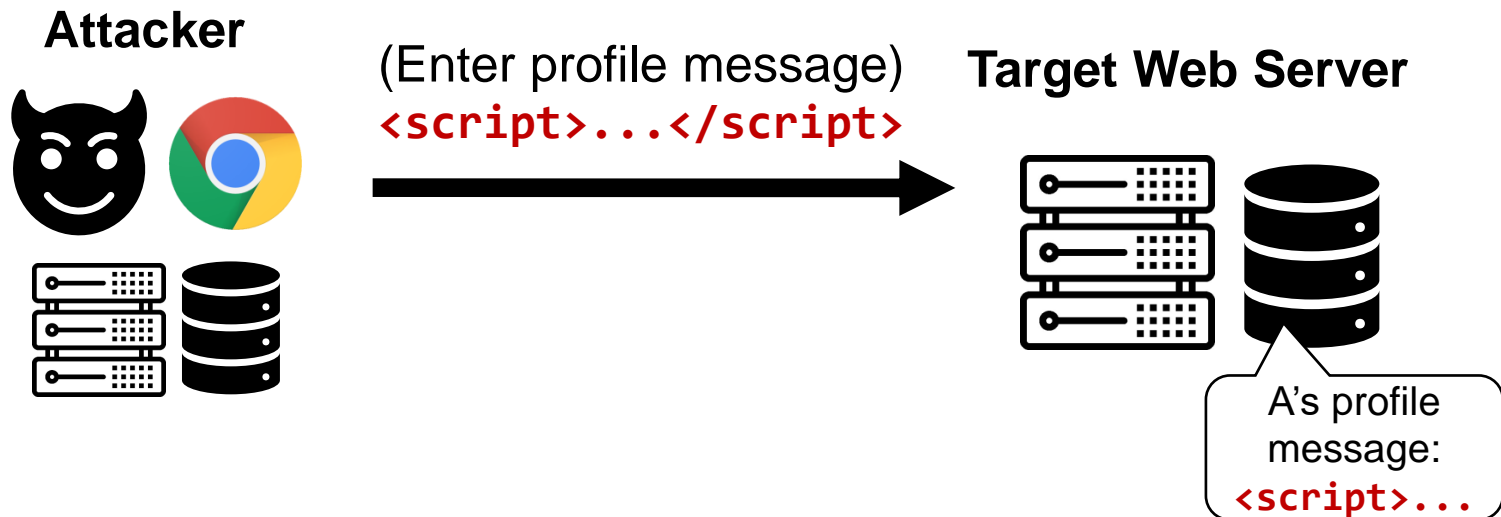 Attacker
(Enter profile message)
<script>...</script>
Target Web Server
A's profile
message:
<script>...